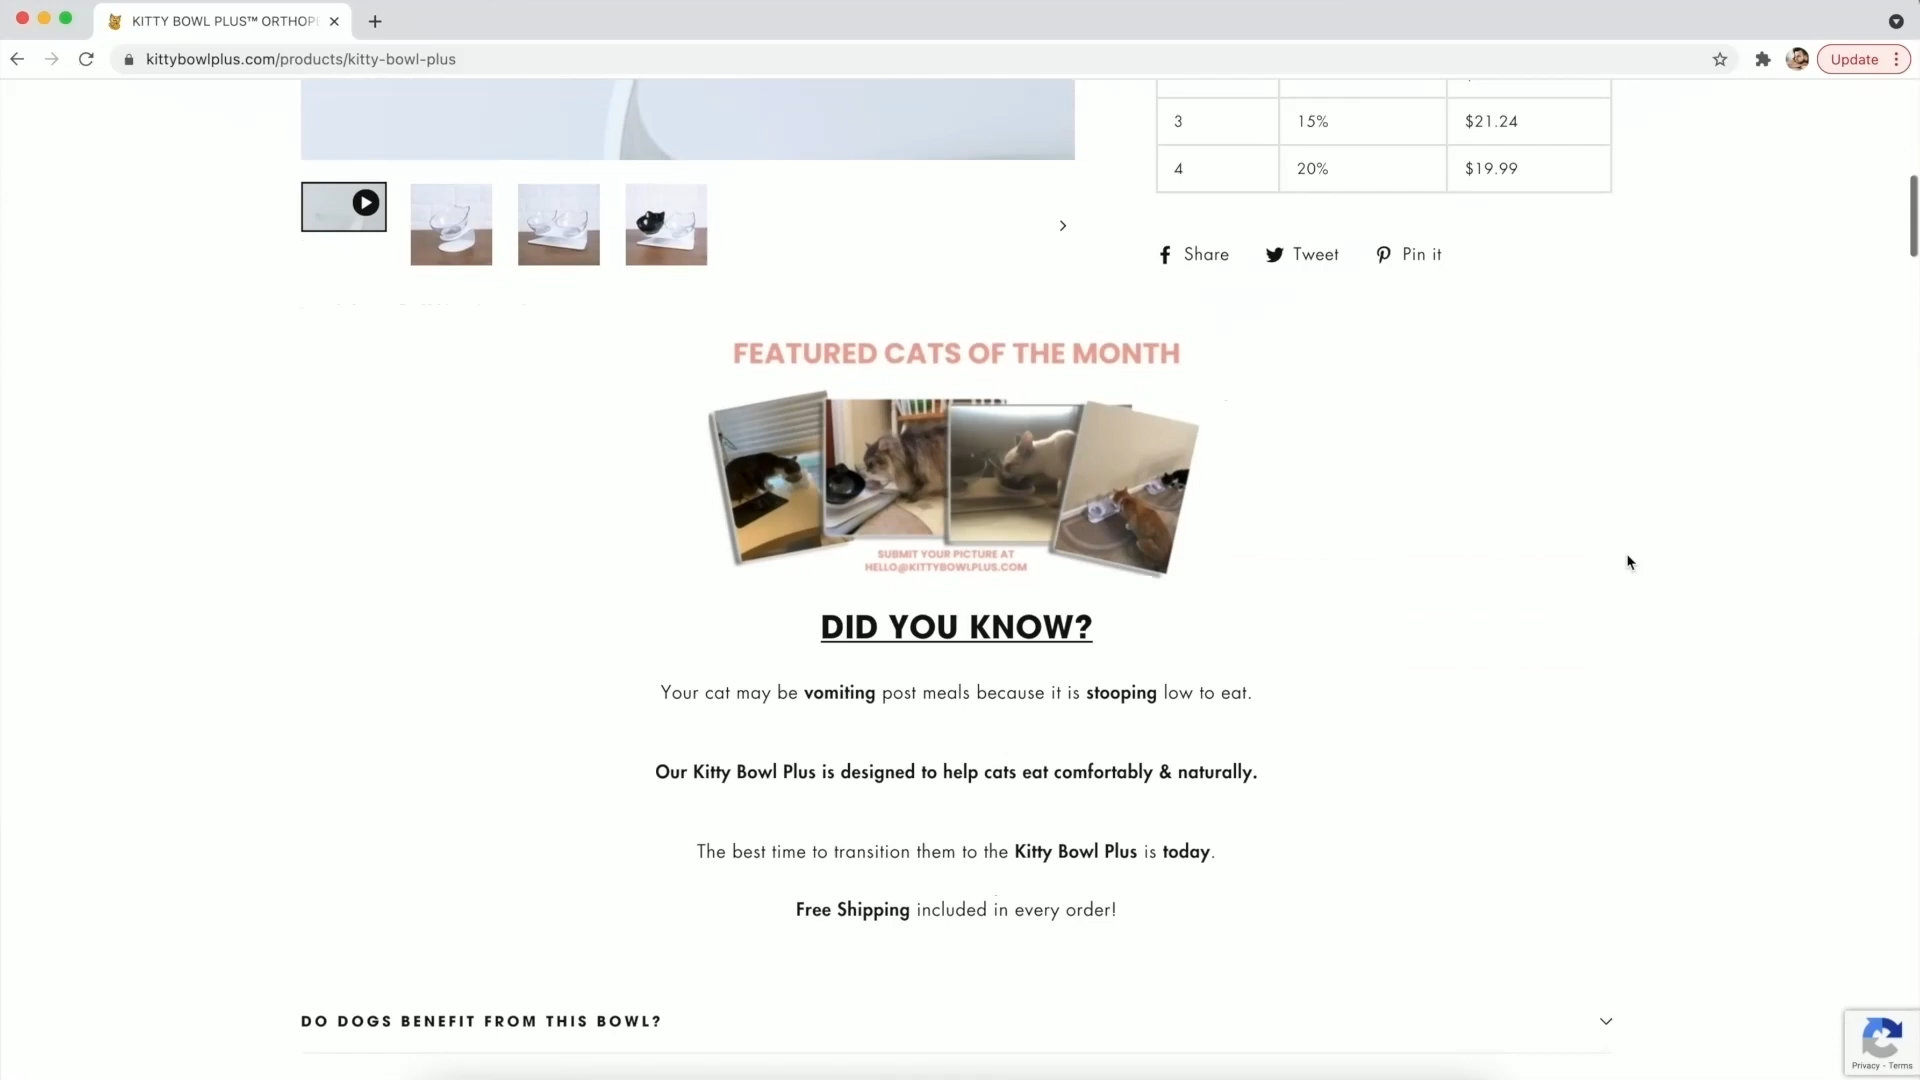 KITTY BOWL PLUS™ ORTHOP
kittybowlplus.com/products/kitty-bowl-plus
Update
3 15% $21.24
4 20% $19.99
Share Tweet Pin it
FEATURED CATS OF THE MONTH
SUBMIT YOUR PICTURE AT
HELLO@KITTYBOWLPLUS.COM
DID YOU KNOW?
Your cat may be vomiting post meals because it is stooping low to eat.
Our Kitty Bowl Plus is designed to help cats eat comfortably & naturally.
The best time to transition them to the Kitty Bowl Plus is today.
Free Shipping included in every order!
DO DOGS BENEFIT FROM THIS BOWL?
Privacy - Terms